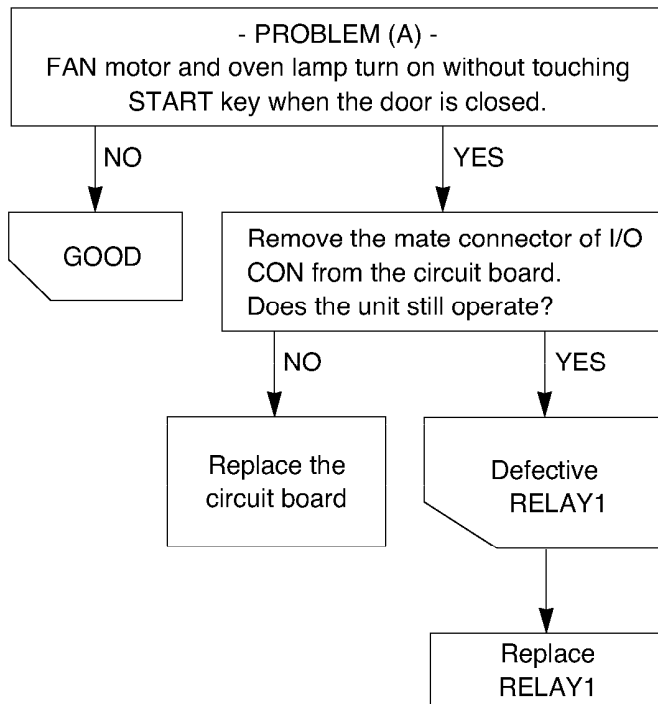 - PROBLEM (A) -
FAN motor and oven lamp turn on without touching
START key when the door is closed.
NO
YES
GOOD
Remove the mate connector of I/O
CON from the circuit board.
Does the unit still operate?
NO
YES
Replace the
circuit board
Defective
RELAY1
Replace
RELAY1